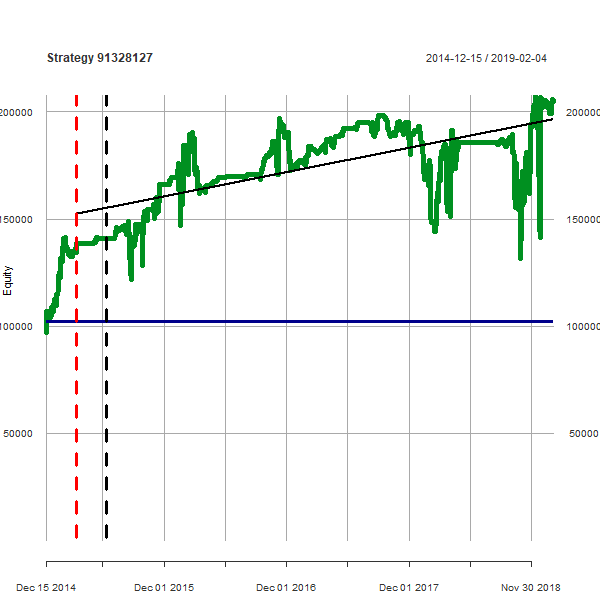 Strategy 91328127
2014-12-15 / 2019-02-04
200000 200000
150000 150000
Equity
100000 100000
50000 50000
Dec 15 2014 Dec 01 2015 Dec 01 2016 Dec 01 2017 Nov 30 2018